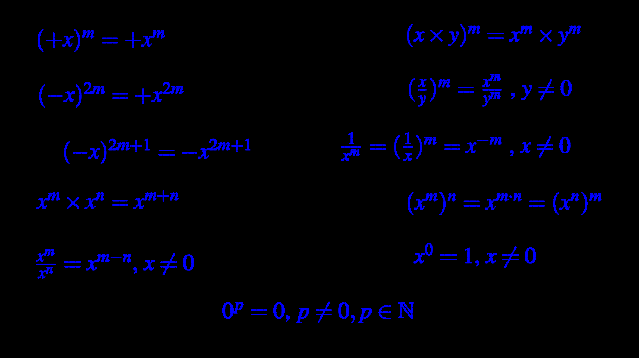 (+x)^m = +x^m
(x × y)^m = x^m × y^m
(−x)^{2m} = +x^{2m}
(x/y)^m = x^m/y^m , y ≠ 0
(−x)^{2m+1} = −x^{2m+1}
1/x^m = (1/x)^m = x^{−m} , x ≠ 0
x^m × x^n = x^{m+n}
(x^m)^n = x^{m·n} = (x^n)^m
x^m/x^n = x^{m−n}, x ≠ 0
x^0 = 1, x ≠ 0
0^p = 0, p ≠ 0, p ∈ ℕ